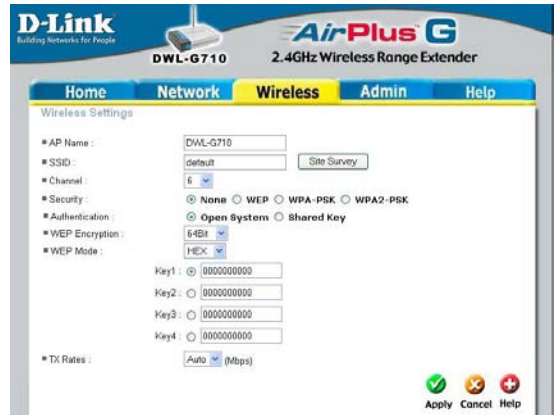 D-Link
Building Networks for People
DWL-G710
AirPlus G
2.4GHz Wireless Range Extender
Home Network Wireless Admin Help
Wireless Settings
AP Name : DWL-G710
SSID : default Site Survey
Channel : 6
Security : None WEP WPA-PSK WPA2-PSK
Authentication : Open System Shared Key
WEP Encryption : 64Bit
WEP Mode : HEX
Key1 : 0000000000
Key2 : 0000000000
Key3 : 0000000000
Key4 : 0000000000
TX Rates : Auto (Mbps)
Apply Cancel Help